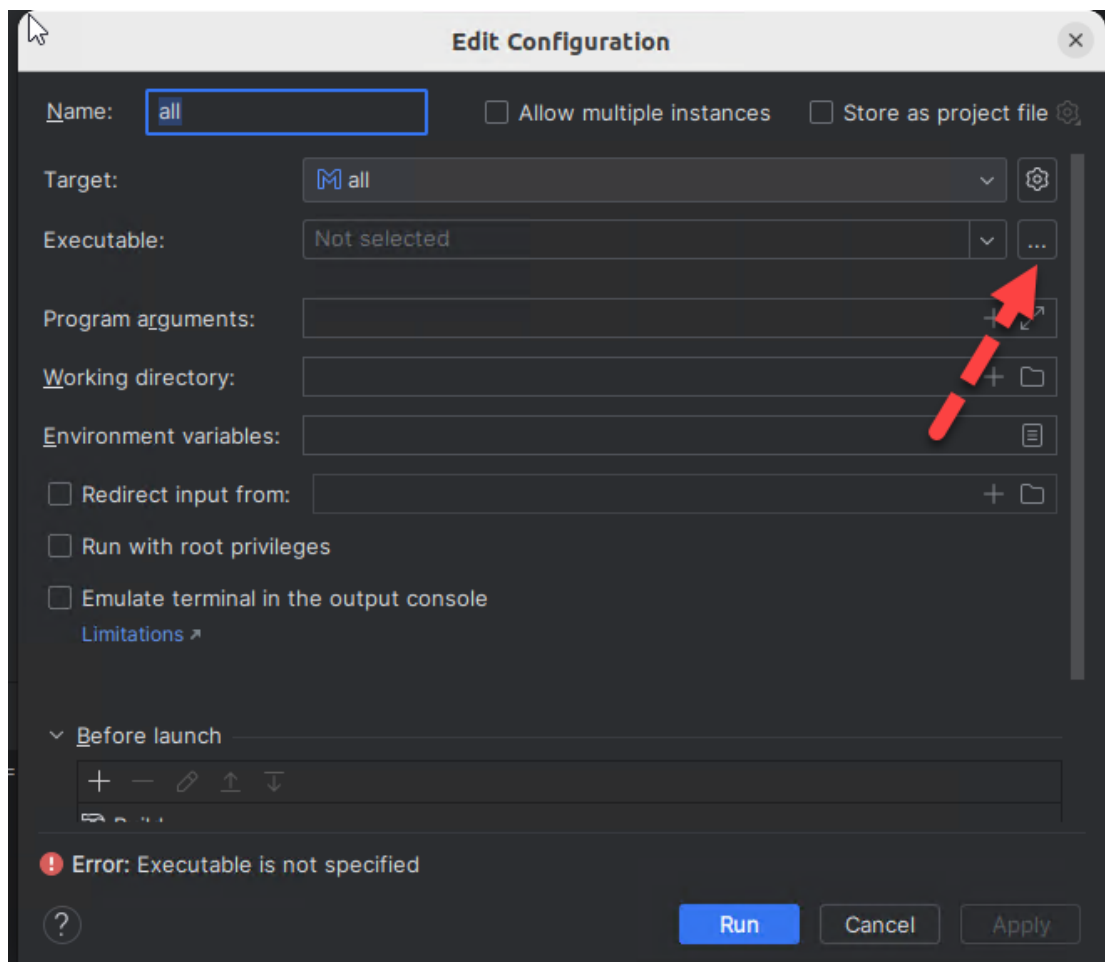 Edit Configuration
Name: all Allow multiple instances Store as project file
Target: all
Executable: Not selected ...
Program arguments:
Working directory:
Environment variables:
Redirect input from:
Run with root privileges
Emulate terminal in the output console
Limitations
Before launch
Error: Executable is not specified
? Run Cancel Apply